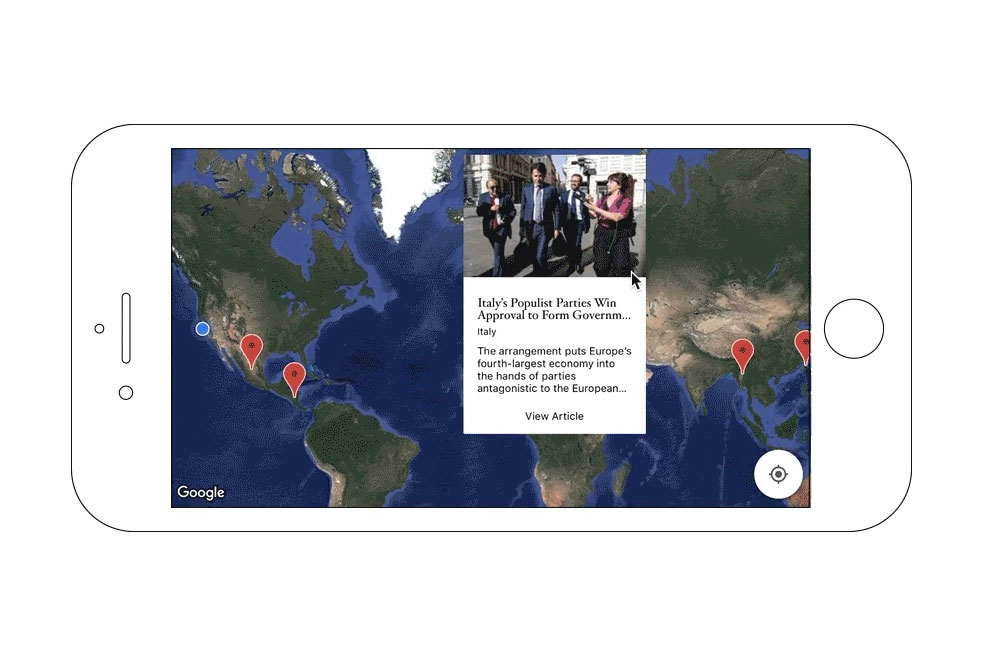 Italy’s Populist Parties Win
Approval to Form Governm...
Italy
The arrangement puts Europe’s
fourth-largest economy into
the hands of parties
antagonistic to the European...
View Article
Google